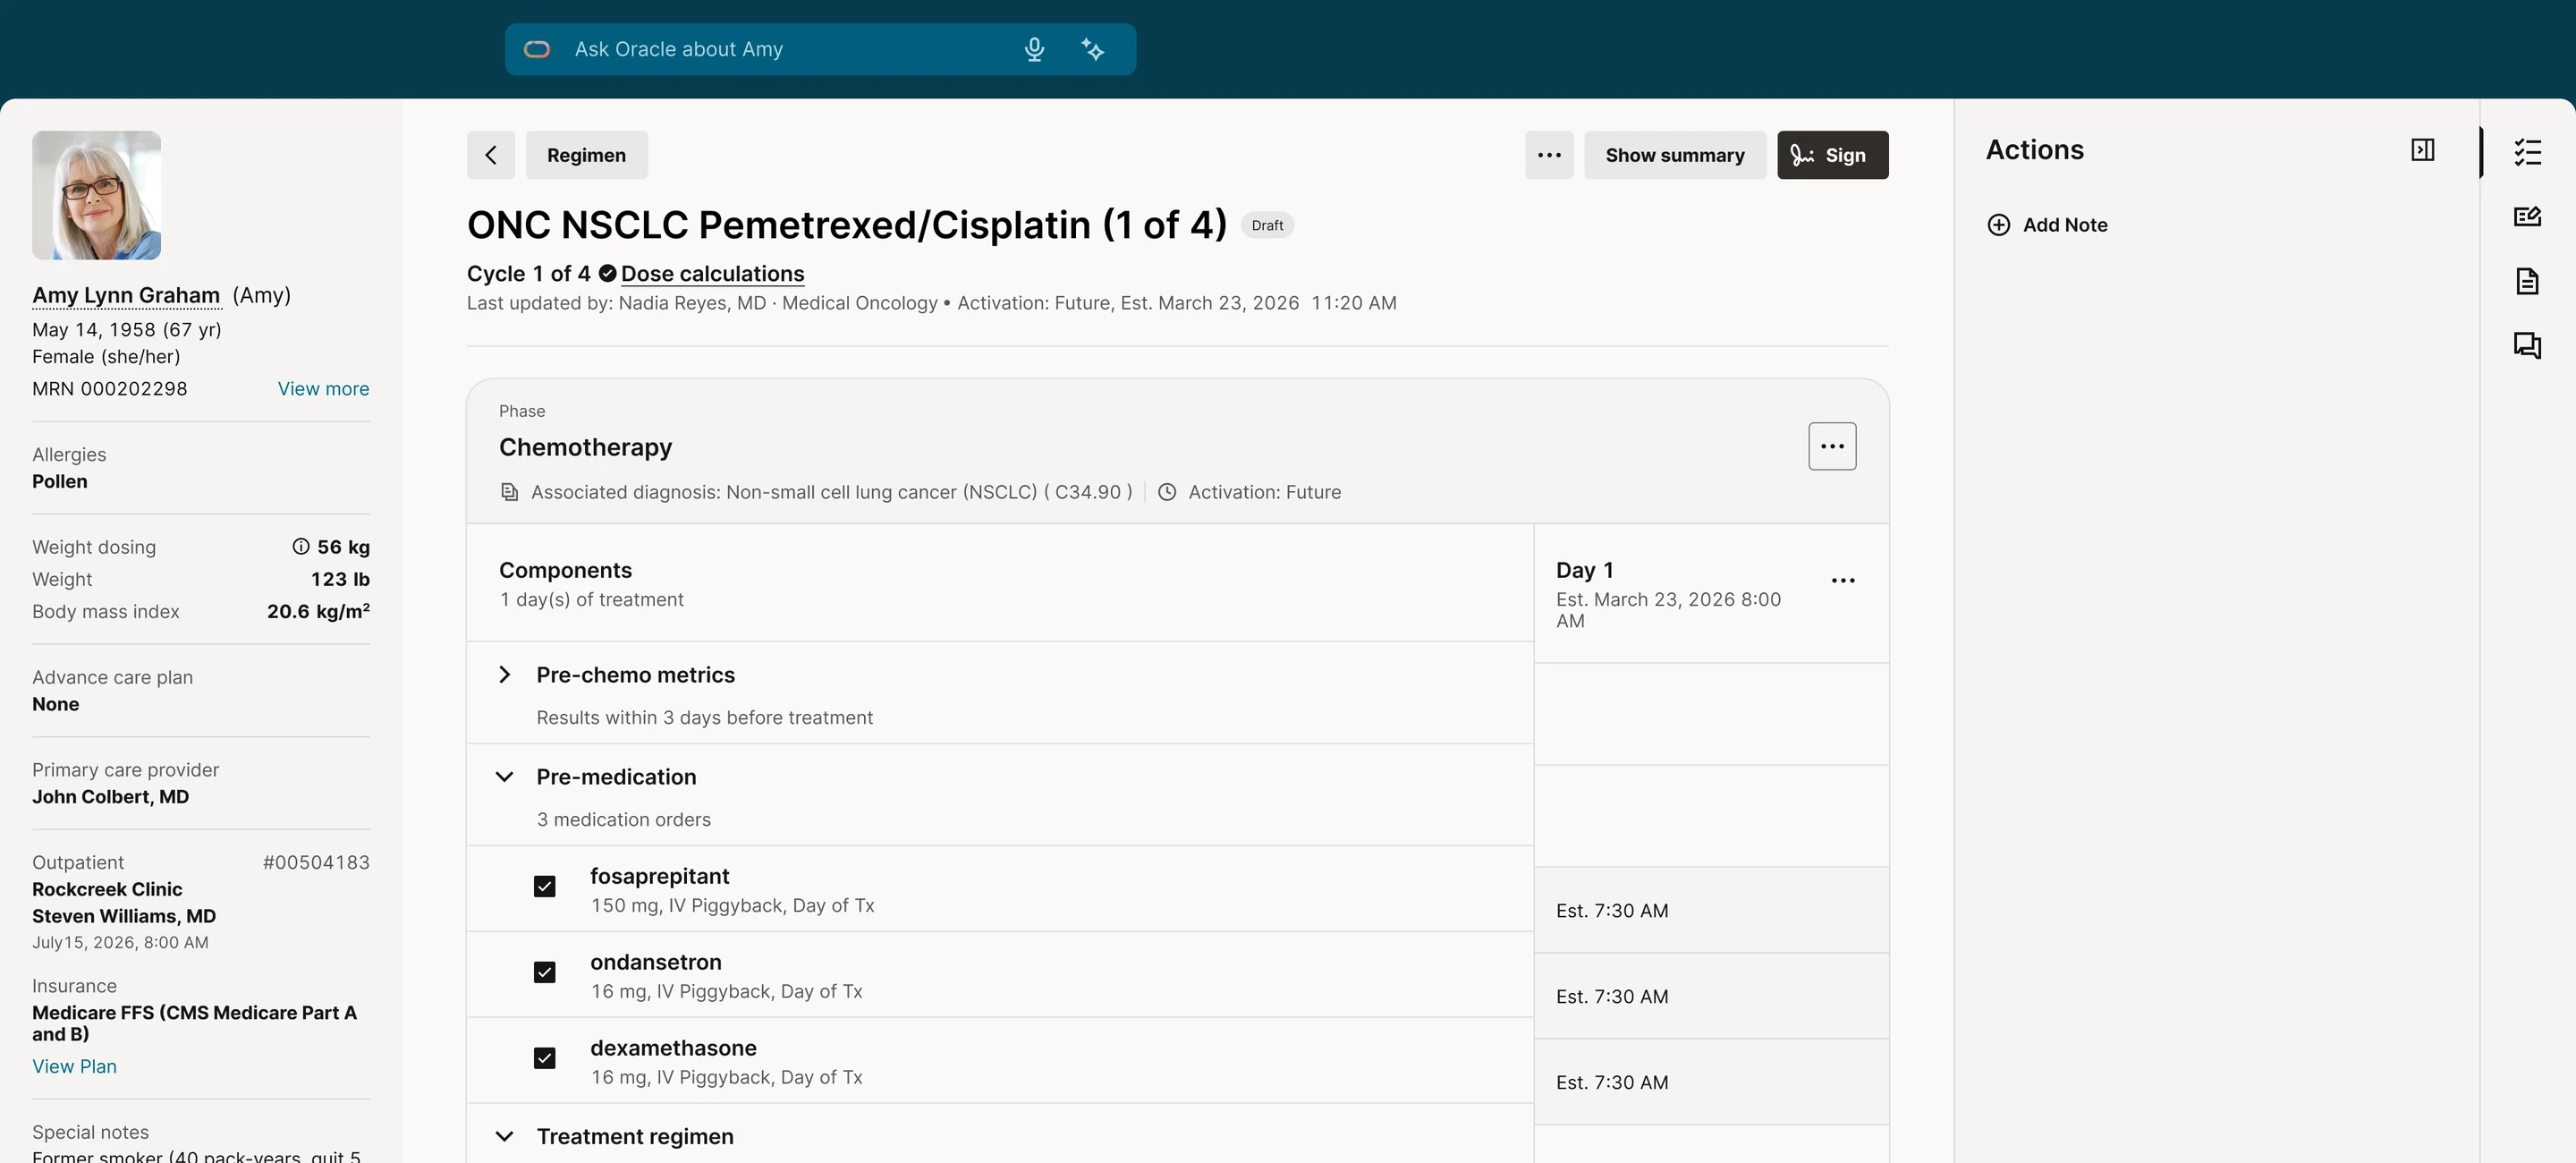 Ask Oracle about Amy
Amy Lynn Graham (Amy)
May 14, 1958 (67 yr)
Female (she/her)
MRN 000202298 View more
Allergies
Pollen
Weight dosing 56 kg
Weight 123 lb
Body mass index 20.6 kg/m²
Advance care plan
None
Primary care provider
John Colbert, MD
Outpatient #00504183
Rockcreek Clinic
Steven Williams, MD
July15, 2026, 8:00 AM
Insurance
Medicare FFS (CMS Medicare Part A
and B)
View Plan
Special notes
Former smoker (40 pack-years, quit 5
Regimen
Show summary
Sign
ONC NSCLC Pemetrexed/Cisplatin (1 of 4) Draft
Cycle 1 of 4 Dose calculations
Last updated by: Nadia Reyes, MD · Medical Oncology • Activation: Future, Est. March 23, 2026 11:20 AM
Phase
Chemotherapy
Associated diagnosis: Non-small cell lung cancer (NSCLC) ( C34.90 ) Activation: Future
Components
1 day(s) of treatment
Day 1
Est. March 23, 2026 8:00
AM
Pre-chemo metrics
Results within 3 days before treatment
Pre-medication
3 medication orders
fosaprepitant
150 mg, IV Piggyback, Day of Tx
Est. 7:30 AM
ondansetron
16 mg, IV Piggyback, Day of Tx
Est. 7:30 AM
dexamethasone
16 mg, IV Piggyback, Day of Tx
Est. 7:30 AM
Treatment regimen
Actions
Add Note